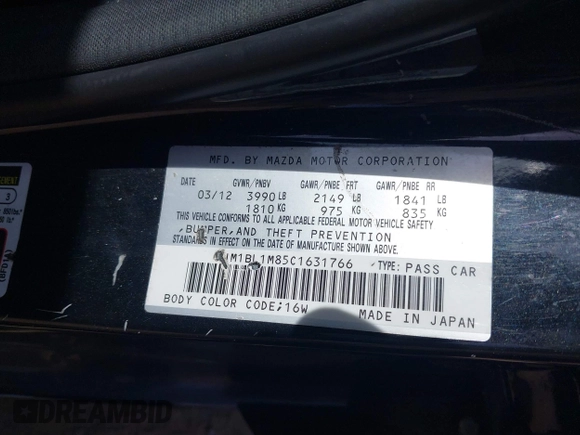 MFD. BY MAZDA MOTOR CORPORATION
DATE GVWR/PNBV GAWR/PNBE FRT GAWR/PNBE RR
03/12 3990 LB 2149 LB 1841 LB
1810 KG 975 KG 835 KG
THIS VEHICLE CONFORMS TO ALL APPLICABLE FEDERAL MOTOR VEHICLE SAFETY
,BUMPER,AND THEFT PREVENTION
STANDARDS IN EFFECT ON THE DATE OF MANUFACTURE SHOWN ABOVE.
M1BL1M85C1631766 TYPE: PASS CAR
BODY COLOR CODE;16W MADE IN JAPAN
3
DREAMBID